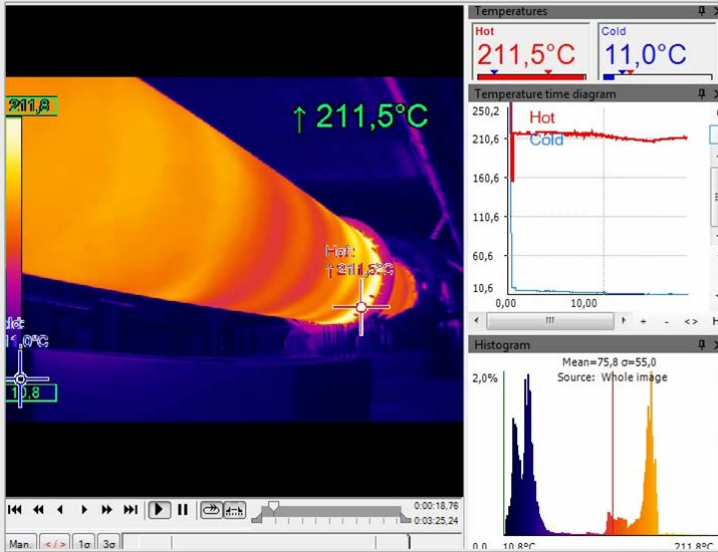 Temperatures
Hot
211,5°C
Cold
11,0°C
211,8
↑ 211,5°C
Hot:
↑211,5°C
11,0°C
10,8
Temperature time diagram
250,2
210,6
160,6
110,6
60,6
10,6
Hot
Cold
0,00
10,00
+ - <>
Histogram
Mean=75,8 σ=55,0
Source: Whole image
2,0%
0.0
10.8°C
211.8°C
0:00:18,76
0:03:25,24
Man.
</>
1σ
3σ